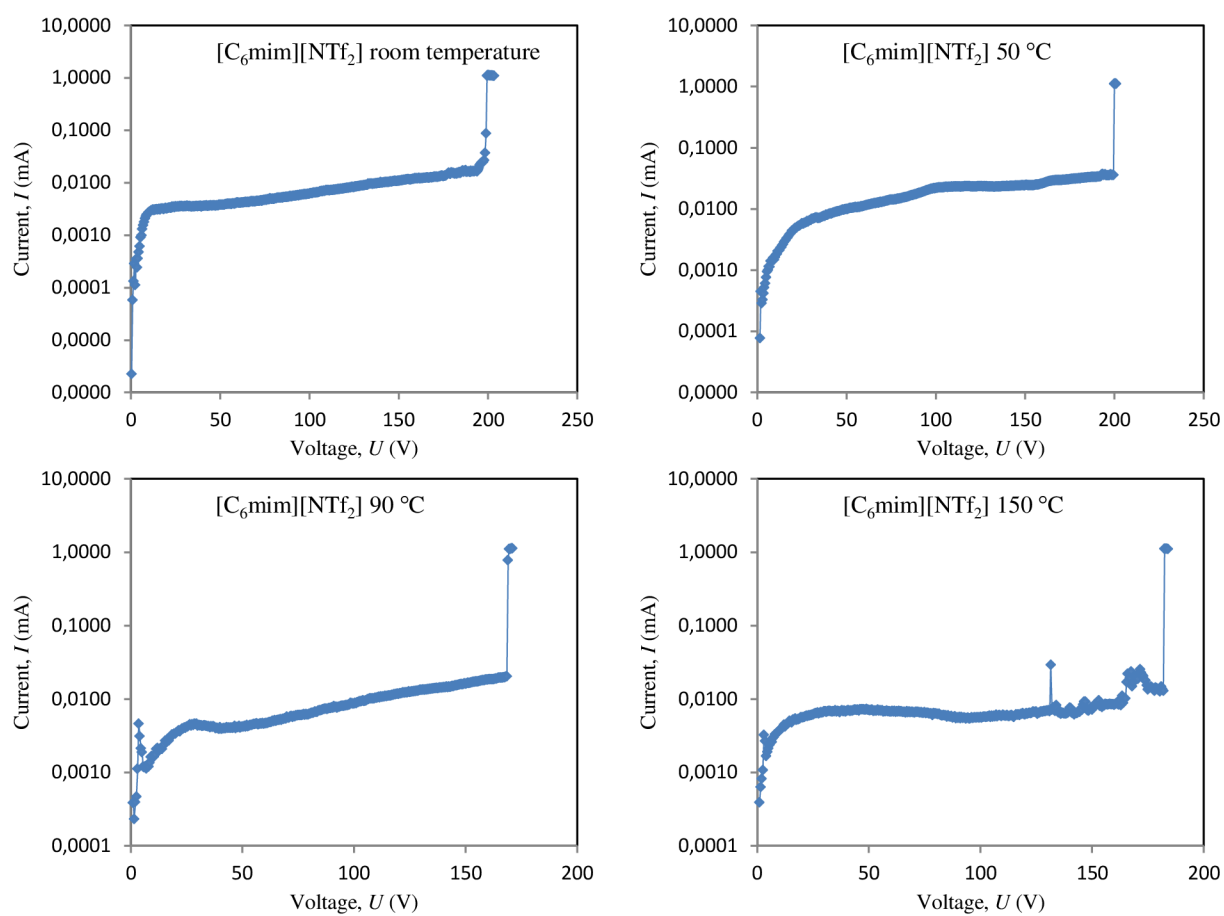 [C₆mim][NTf₂] room temperature
10,0000
1,0000
0,1000
0,0100
0,0010
0,0001
0,0000
0,0000
Current, I (mA)
0 50 100 150 200 250
Voltage, U (V)
[C₆mim][NTf₂] 50 °C
10,0000
1,0000
0,1000
0,0100
0,0010
0,0001
0,0000
Current, I (mA)
0 50 100 150 200 250
Voltage, U (V)
[C₆mim][NTf₂] 90 °C
10,0000
1,0000
0,1000
0,0100
0,0010
0,0001
Current, I (mA)
0 50 100 150 200
Voltage, U (V)
[C₆mim][NTf₂] 150 °C
10,0000
1,0000
0,1000
0,0100
0,0010
0,0001
Current, I (mA)
0 50 100 150 200
Voltage, U (V)